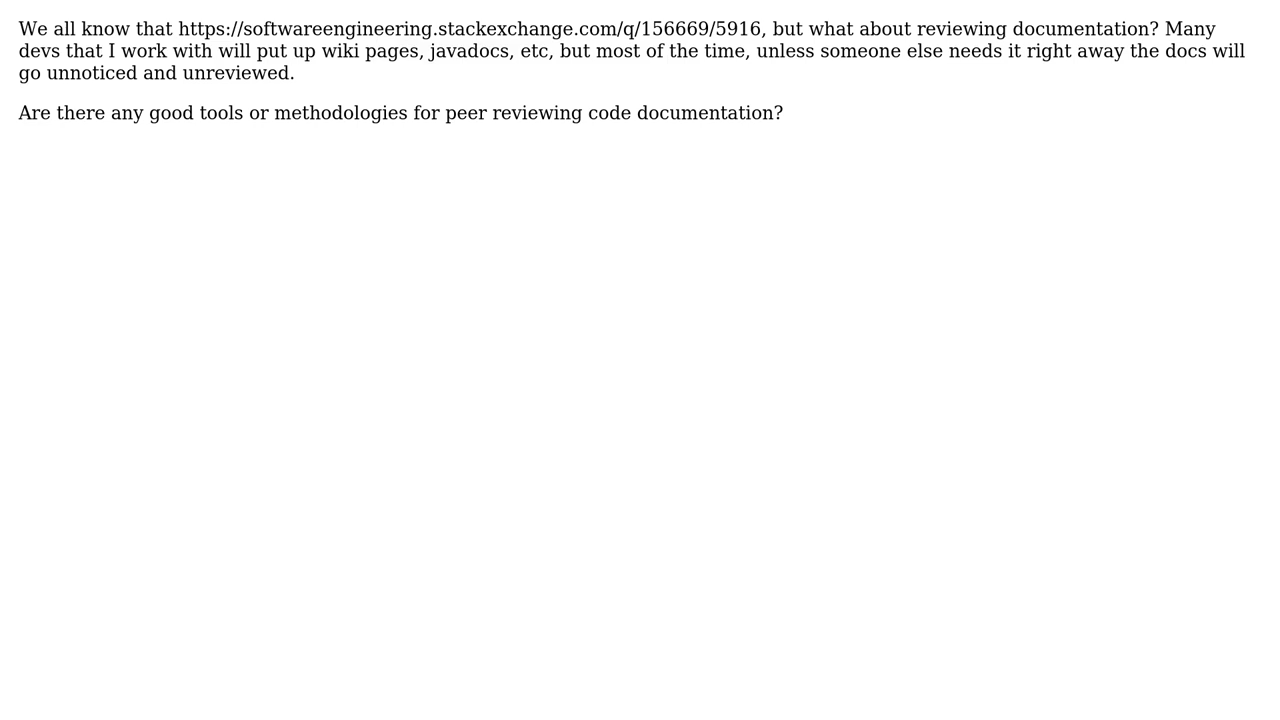 We all know that https://softwareengineering.stackexchange.com/q/156669/5916, but what about reviewing documentation? Many
devs that I work with will put up wiki pages, javadocs, etc, but most of the time, unless someone else needs it right away the docs will
go unnoticed and unreviewed.
Are there any good tools or methodologies for peer reviewing code documentation?